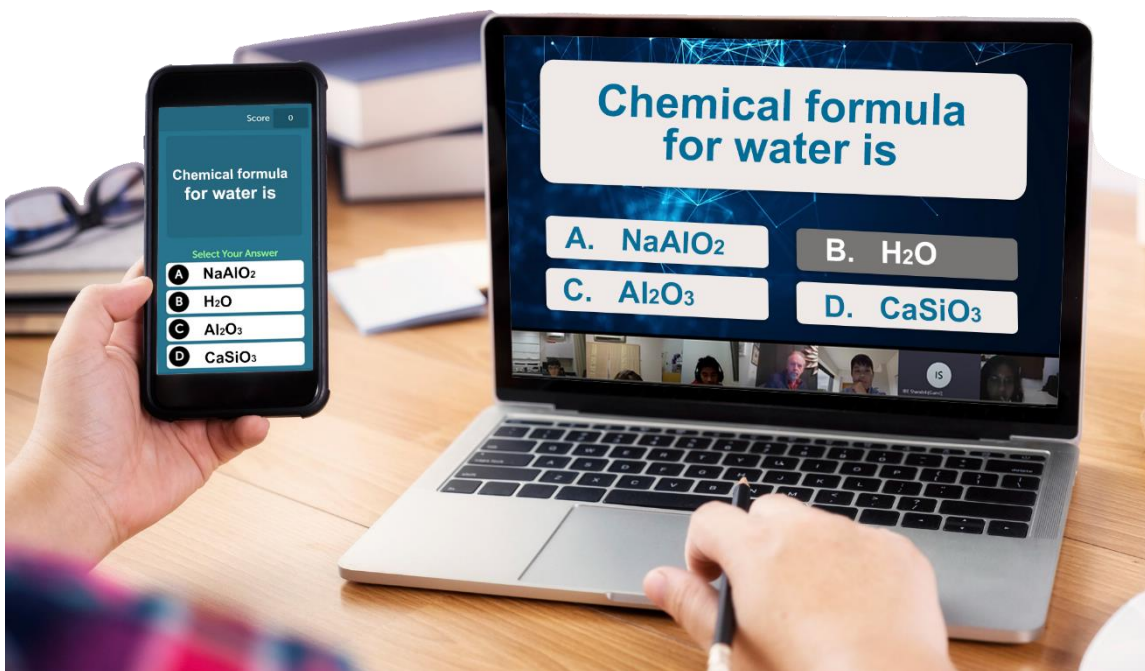 Score 0
Chemical formula
for water is
Select Your Answer
A NaAlO₂
B H₂O
C Al₂O₃
D CaSiO₃
Chemical formula
for water is
A. NaAlO₂
B. H₂O
C. Al₂O₃
D. CaSiO₃
IS